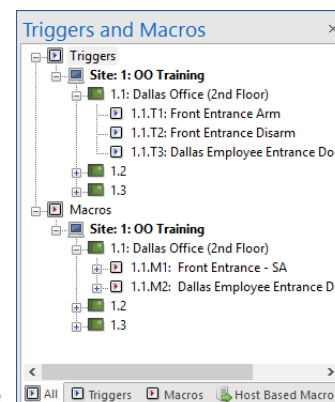 Triggers and Macros
Triggers
Site: 1: OO Training
1.1: Dallas Office (2nd Floor)
1.1.T1: Front Entrance Arm
1.1.T2: Front Entrance Disarm
1.1.T3: Dallas Employee Entrance Do
1.2
1.3
Macros
Site: 1: OO Training
1.1: Dallas Office (2nd Floor)
1.1.M1: Front Entrance - SA
1.1.M2: Dallas Employee Entrance D
1.2
1.3
All Triggers Macros Host Based Macro